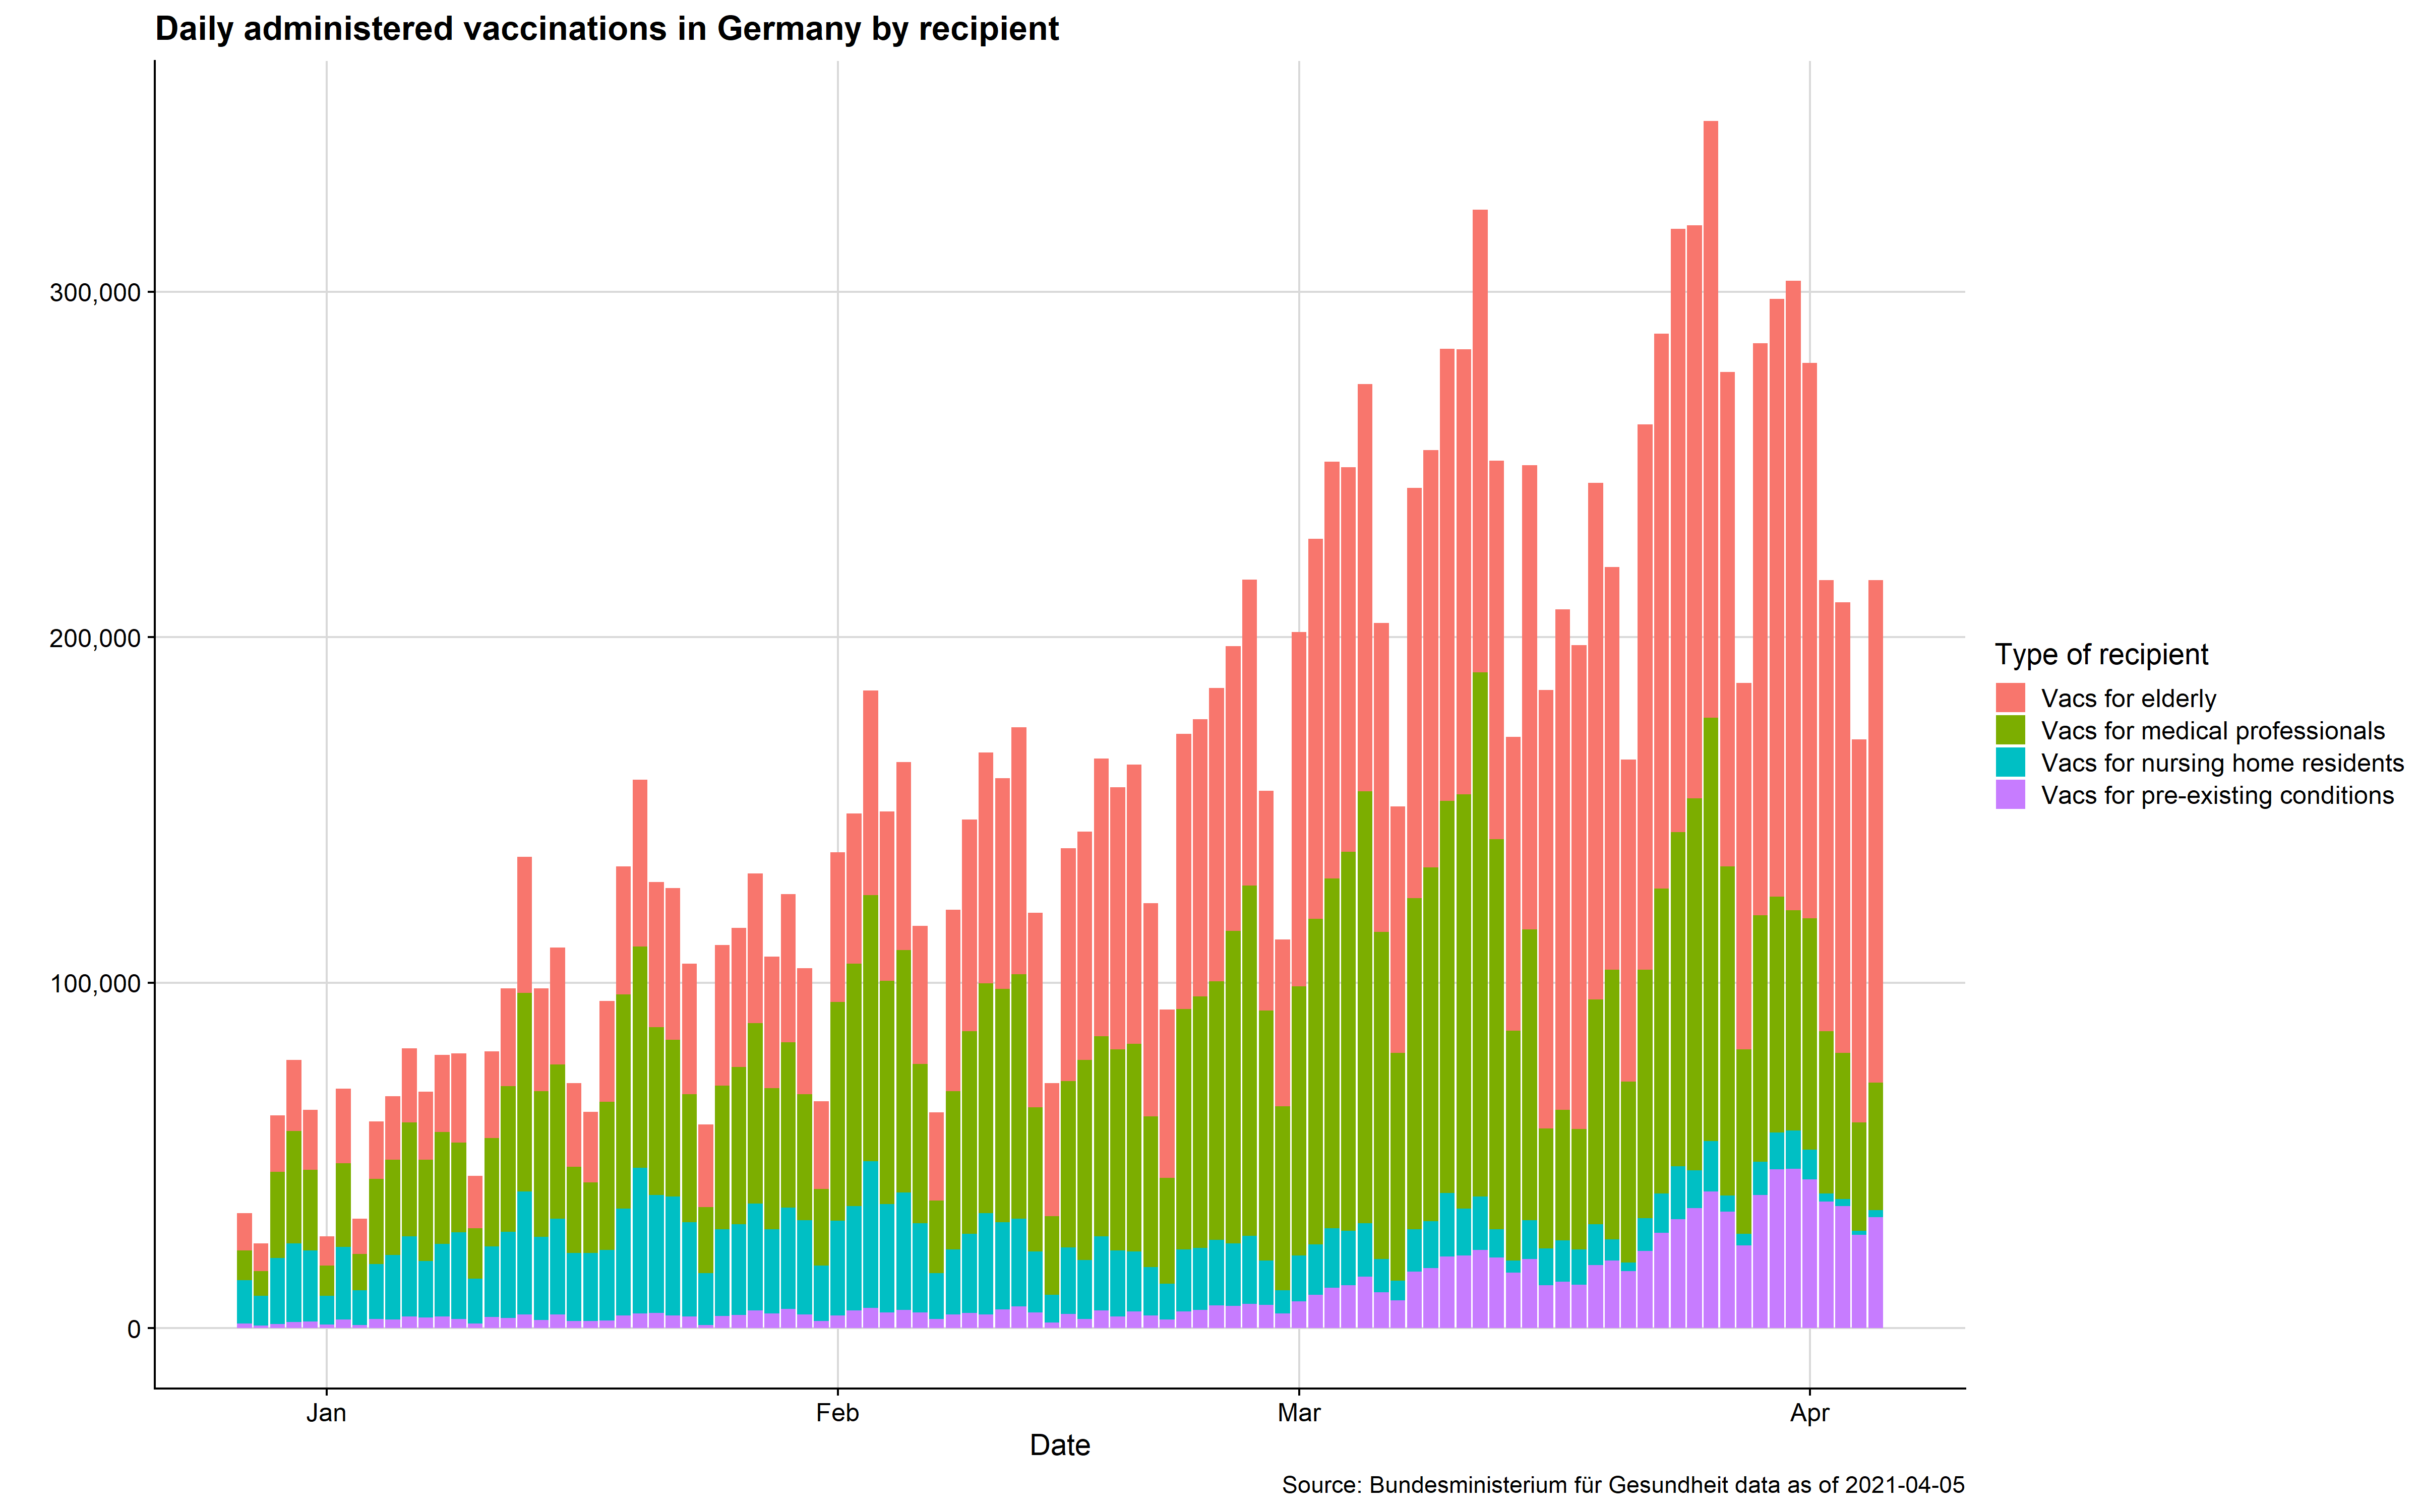 Daily administered vaccinations in Germany by recipient
300,000
200,000
100,000
0
Jan
Feb
Mar
Apr
Date
Type of recipient
Vacs for elderly
Vacs for medical professionals
Vacs for nursing home residents
Vacs for pre-existing conditions
Source: Bundesministerium für Gesundheit data as of 2021-04-05